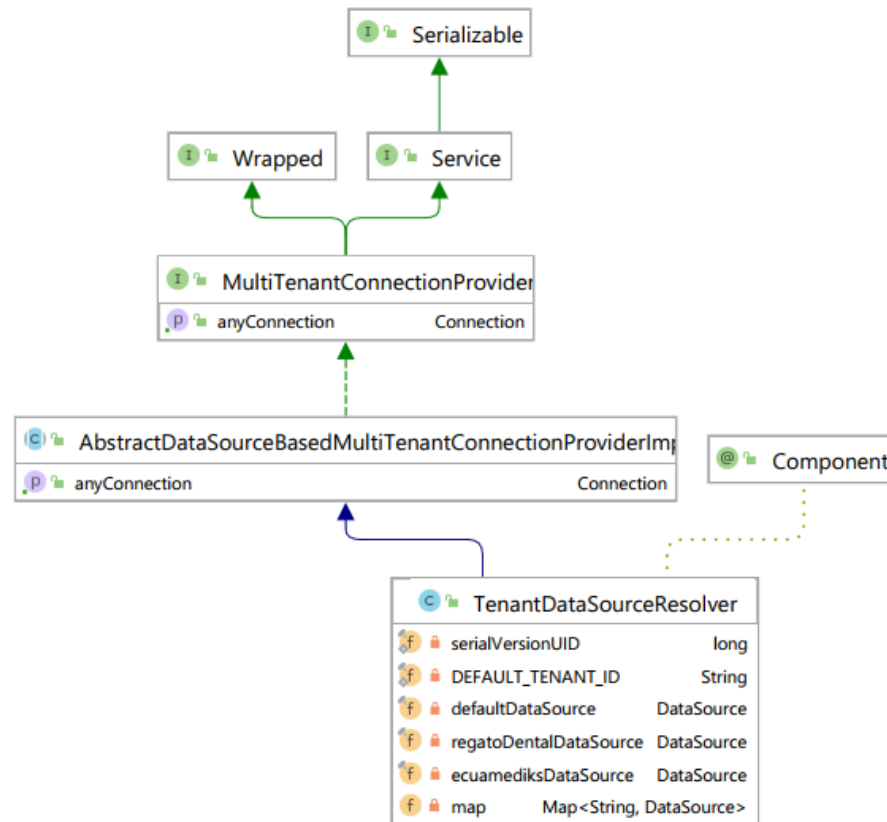 Serializable
Wrapped
Service
MultiTenantConnectionProvider
anyConnection Connection
AbstractDataSourceBasedMultiTenantConnectionProviderImp
anyConnection Connection
Component
TenantDataSourceResolver
serialVersionUID long
DEFAULT_TENANT_ID String
defaultDataSource DataSource
regatoDentalDataSource DataSource
ecuamediksDataSource DataSource
map Map<String, DataSource>